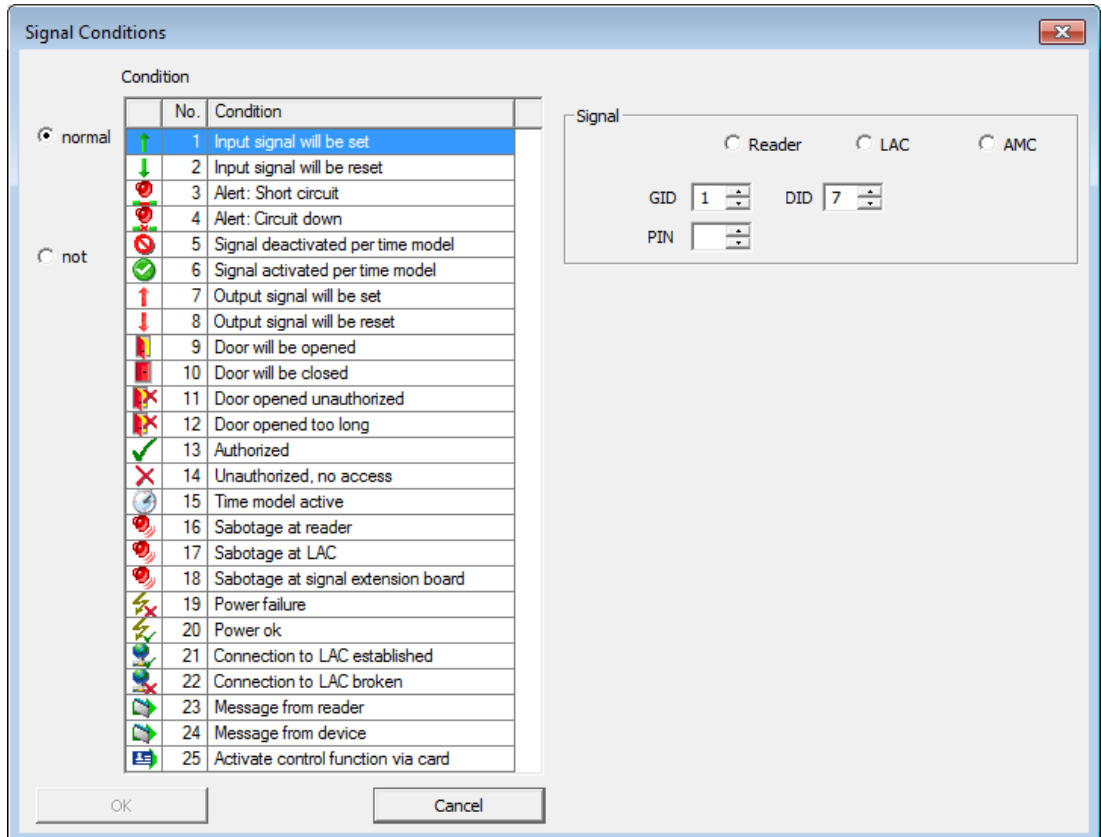 Signal Conditions
Condition
normal
not
No. Condition
1 Input signal will be set
2 Input signal will be reset
3 Alert: Short circuit
4 Alert: Circuit down
5 Signal deactivated per time model
6 Signal activated per time model
7 Output signal will be set
8 Output signal will be reset
9 Door will be opened
10 Door will be closed
11 Door opened unauthorized
12 Door opened too long
13 Authorized
14 Unauthorized, no access
15 Time model active
16 Sabotage at reader
17 Sabotage at LAC
18 Sabotage at signal extension board
19 Power failure
20 Power ok
21 Connection to LAC established
22 Connection to LAC broken
23 Message from reader
24 Message from device
25 Activate control function via card
Signal
Reader LAC AMC
GID 1 DID 7
PIN
OK Cancel